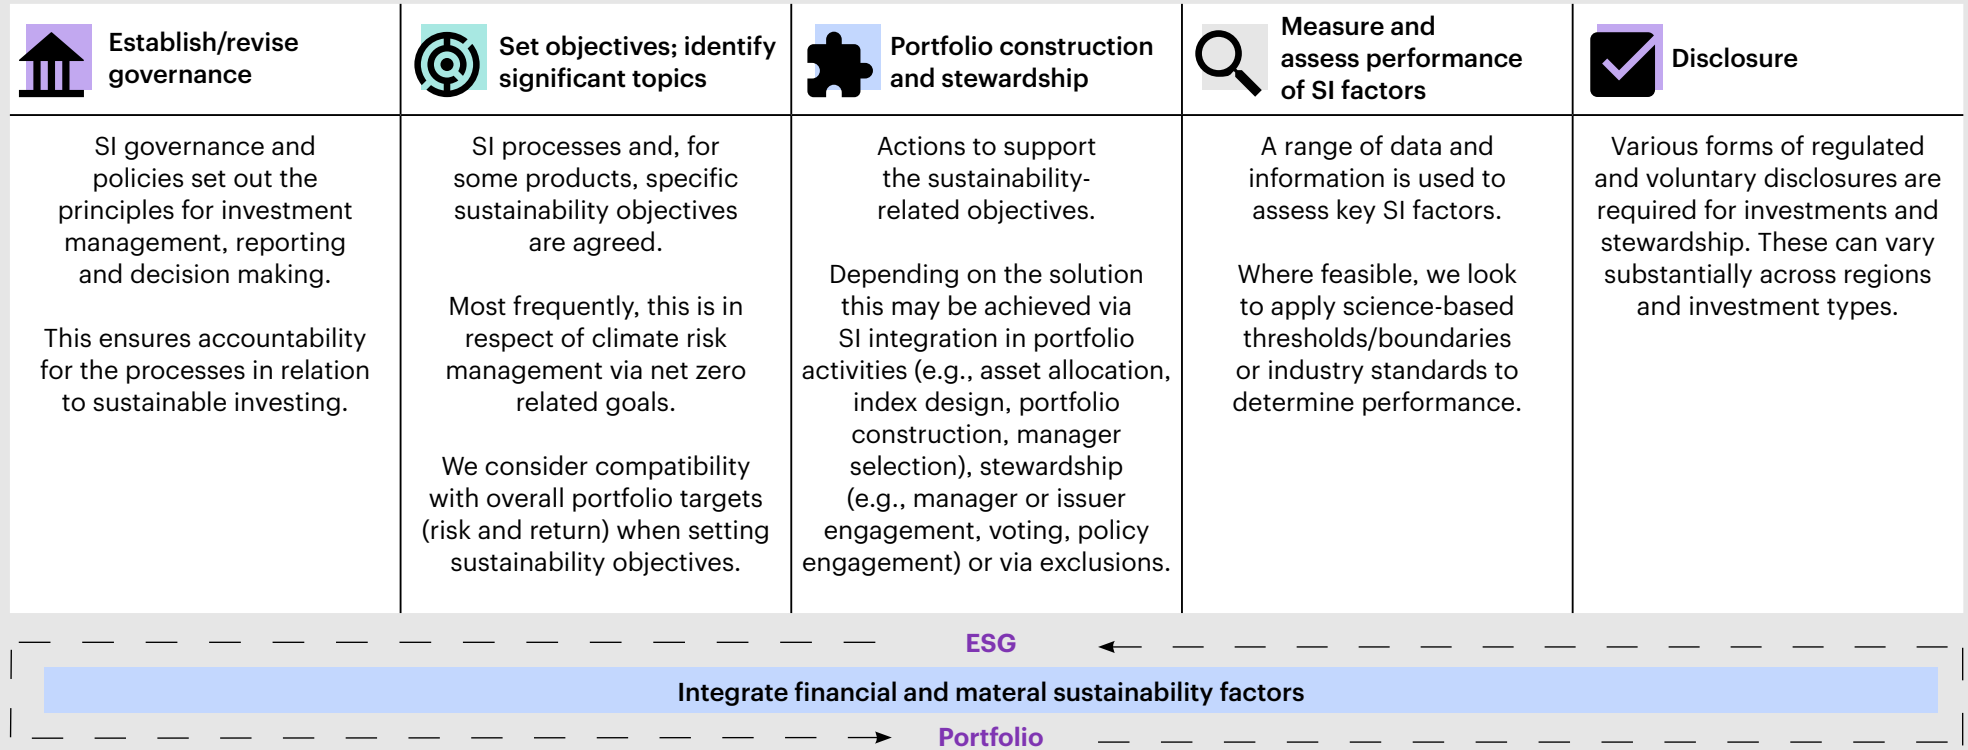 Establish/revise
governance
SI governance and
policies set out the
principles for investment
management, reporting
and decision making.
This ensures accountability
for the processes in relation
to sustainable investing.
Set objectives; identify
significant topics
SI processes and, for
some products, specific
sustainability objectives
are agreed.
Most frequently, this is in
respect of climate risk
management via net zero
related goals.
We consider compatibility
with overall portfolio targets
(risk and return) when setting
sustainability objectives.
Portfolio construction
and stewardship
Actions to support
the sustainability-
related objectives.
Depending on the solution
this may be achieved via
SI integration in portfolio
activities (e.g., asset allocation,
index design, portfolio
construction, manager
selection), stewardship
(e.g., manager or issuer
engagement, voting, policy
engagement) or via exclusions.
Measure and
assess performance
of SI factors
A range of data and
information is used to
assess key SI factors.
Where feasible, we look
to apply science-based
thresholds/boundaries
or industry standards to
determine performance.
Disclosure
Various forms of regulated
and voluntary disclosures are
required for investments and
stewardship. These can vary
substantially across regions
and investment types.
ESG
Integrate financial and materal sustainability factors
Portfolio